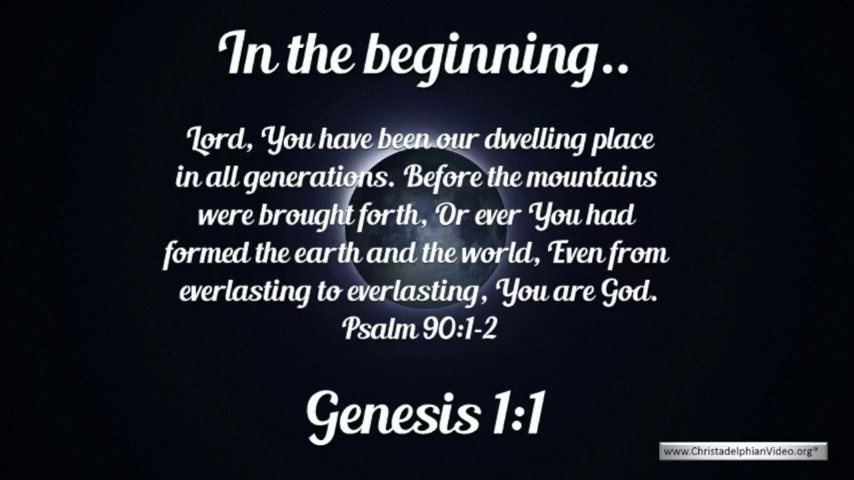 In the beginning..
Lord, You have been our dwelling place
in all generations. Before the mountains
were brought forth, Or ever You had
formed the earth and the world, Even from
everlasting to everlasting, You are God.
Psalm 90:1-2
Genesis 1:1
www.ChristadelphianVideo.org®